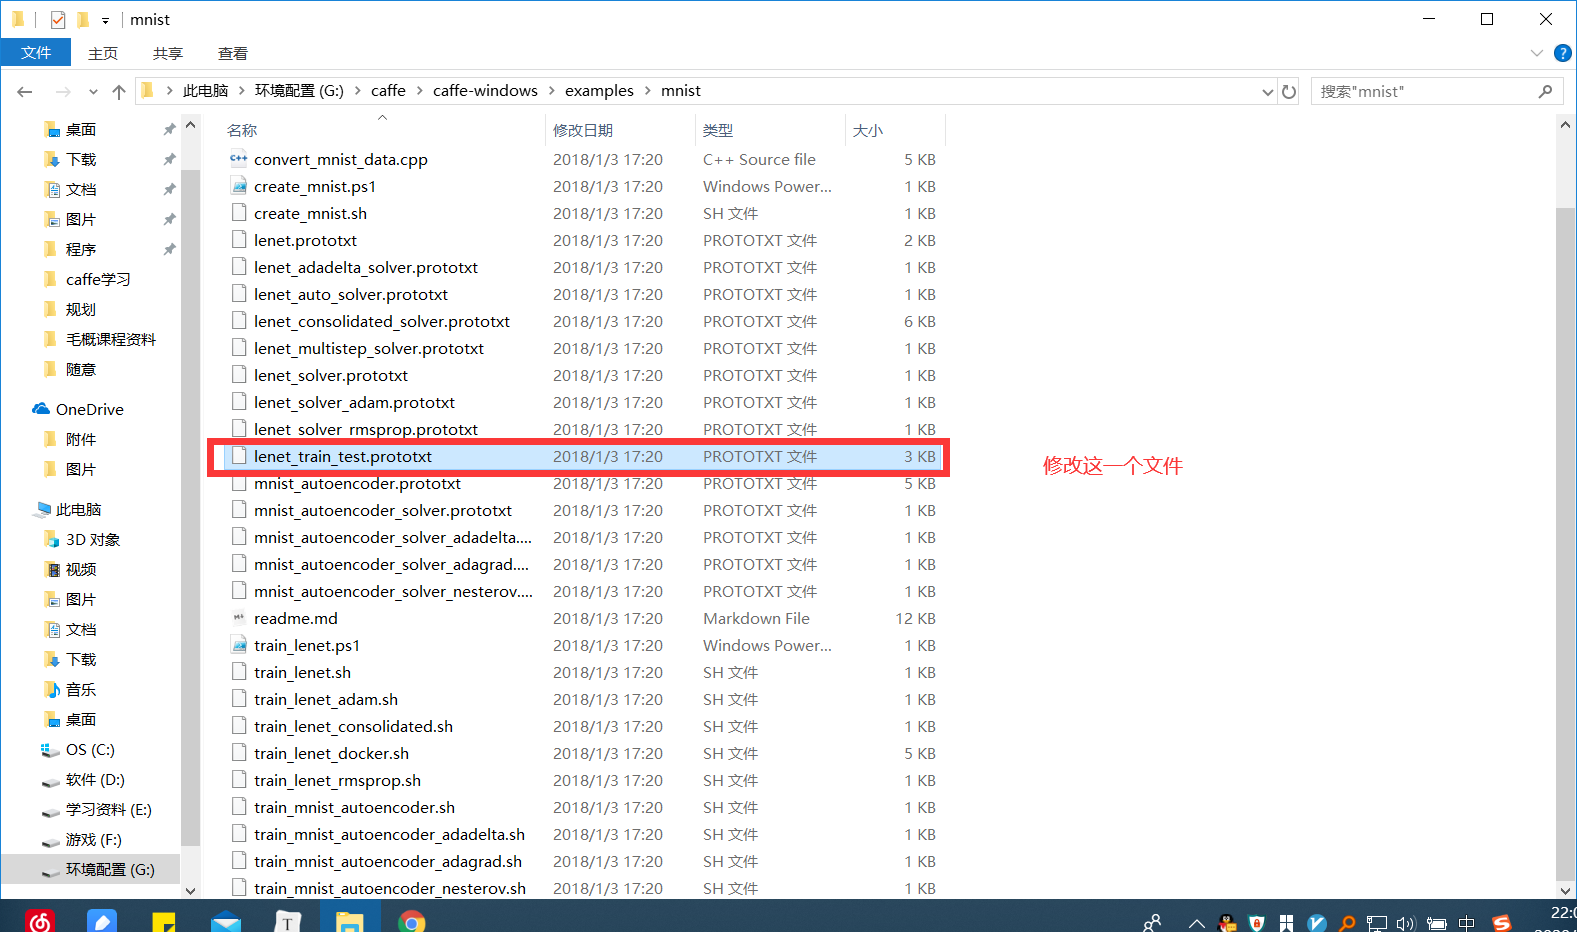 mnist
文件 主页 共享 查看
此电脑 环境配置 (G:) caffe caffe-windows examples mnist
搜索"mnist"
桌面
下载
文档
图片
程序
caffe学习
规划
毛概课程资料
随意
OneDrive
附件
图片
此电脑
3D 对象
视频
图片
文档
下载
音乐
桌面
OS (C:)
软件 (D:)
学习资料 (E:)
游戏 (F:)
环境配置 (G:)
名称 修改日期 类型 大小
convert_mnist_data.cpp 2018/1/3 17:20 C++ Source file 5 KB
create_mnist.ps1 2018/1/3 17:20 Windows Power... 1 KB
create_mnist.sh 2018/1/3 17:20 SH 文件 1 KB
lenet.prototxt 2018/1/3 17:20 PROTOTXT 文件 2 KB
lenet_adadelta_solver.prototxt 2018/1/3 17:20 PROTOTXT 文件 1 KB
lenet_auto_solver.prototxt 2018/1/3 17:20 PROTOTXT 文件 1 KB
lenet_consolidated_solver.prototxt 2018/1/3 17:20 PROTOTXT 文件 6 KB
lenet_multistep_solver.prototxt 2018/1/3 17:20 PROTOTXT 文件 1 KB
lenet_solver.prototxt 2018/1/3 17:20 PROTOTXT 文件 1 KB
lenet_solver_adam.prototxt 2018/1/3 17:20 PROTOTXT 文件 1 KB
lenet_solver_rmsprop.prototxt 2018/1/3 17:20 PROTOTXT 文件 1 KB
lenet_train_test.prototxt 2018/1/3 17:20 PROTOTXT 文件 3 KB
修改这一个文件
mnist_autoencoder.prototxt 2018/1/3 17:20 PROTOTXT 文件 5 KB
mnist_autoencoder_solver.prototxt 2018/1/3 17:20 PROTOTXT 文件 1 KB
mnist_autoencoder_solver_adadelta.... 2018/1/3 17:20 PROTOTXT 文件 1 KB
mnist_autoencoder_solver_adagrad.... 2018/1/3 17:20 PROTOTXT 文件 1 KB
mnist_autoencoder_solver_nesterov.... 2018/1/3 17:20 PROTOTXT 文件 1 KB
readme.md 2018/1/3 17:20 Markdown File 12 KB
train_lenet.ps1 2018/1/3 17:20 Windows Power... 1 KB
train_lenet.sh 2018/1/3 17:20 SH 文件 1 KB
train_lenet_adam.sh 2018/1/3 17:20 SH 文件 1 KB
train_lenet_consolidated.sh 2018/1/3 17:20 SH 文件 1 KB
train_lenet_docker.sh 2018/1/3 17:20 SH 文件 5 KB
train_lenet_rmsprop.sh 2018/1/3 17:20 SH 文件 1 KB
train_mnist_autoencoder.sh 2018/1/3 17:20 SH 文件 1 KB
train_mnist_autoencoder_adadelta.sh 2018/1/3 17:20 SH 文件 1 KB
train_mnist_autoencoder_adagrad.sh 2018/1/3 17:20 SH 文件 1 KB
train_mnist_autoencoder_nesterov.sh 2018/1/3 17:20 SH 文件 1 KB
中